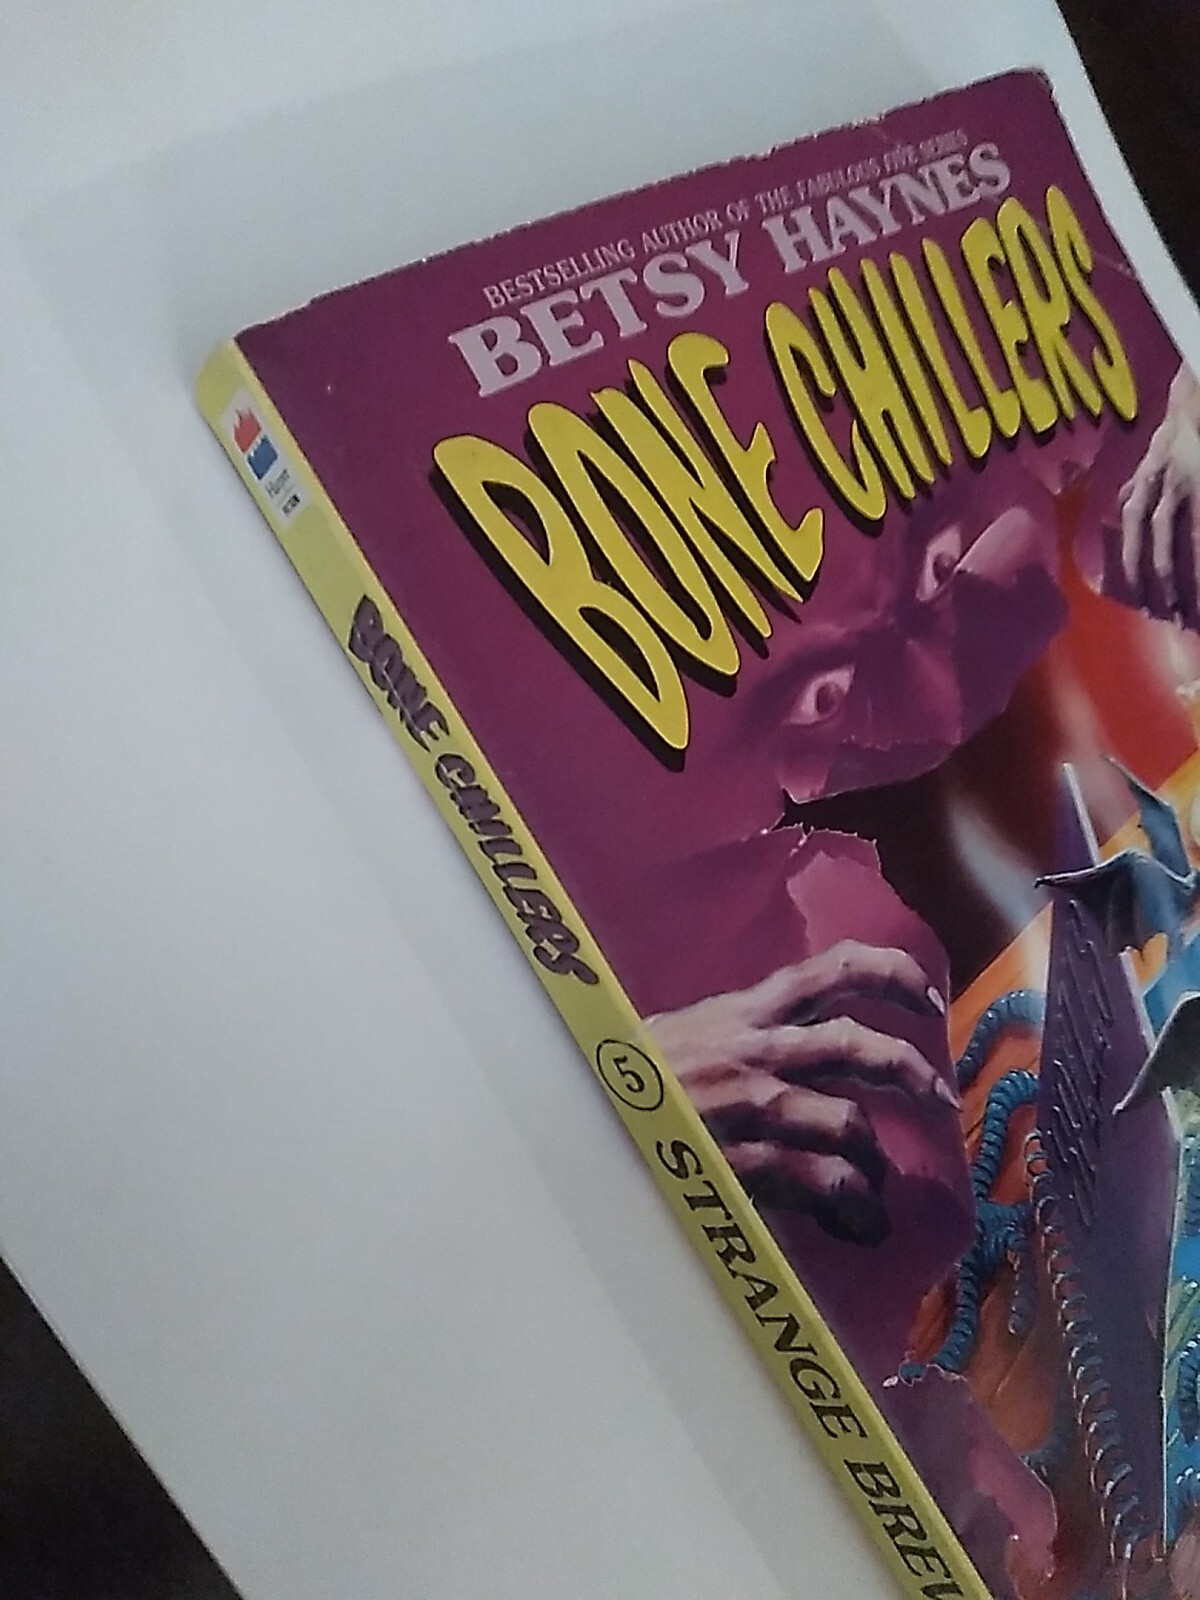 BESTSELLING AUTHOR OF THE FABULOUS FIVE SERIES
BETSY HAYNES
BONE CHILLERS
BONE CHILLERS
5
STRANGE BREW